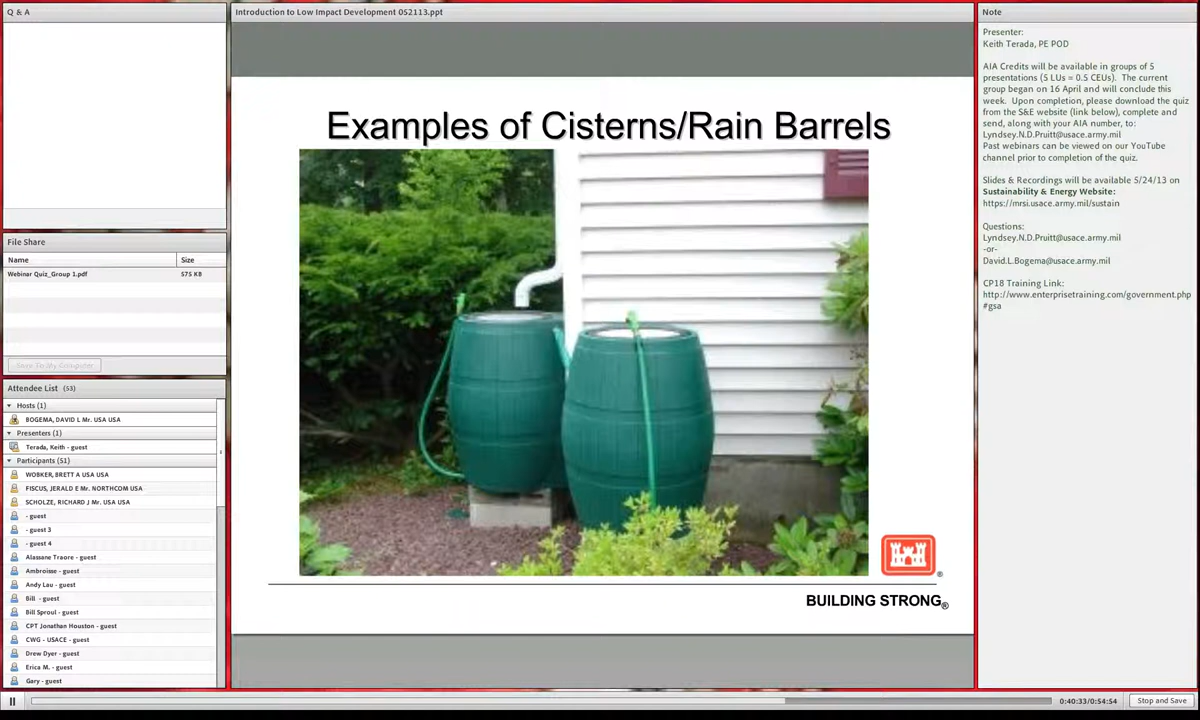 Q & A
File Share
Name Size
Webinar Quiz_Group 1.pdf 575 KB
Save To My Computer
Attendee List (53)
Hosts (1)
BOGEMA, DAVID L Mr. USA USA
Presenters (1)
Terada, Keith - guest
Participants (51)
WOBKER, BRETT A USA USA
FISCUS, JERALD E Mr. NORTHCOM USA
SCHOLZE, RICHARD J Mr. USA USA
- guest
- guest 3
- guest 4
Alassane Traore - guest
Ambroisse - guest
Andy Lau - guest
Bill - guest
Bill Sproul - guest
CPT Jonathan Houston - guest
CWG - USACE - guest
Drew Dyer - guest
Erica M. - guest
Gary - guest
Introduction to Low Impact Development 052113.ppt
Examples of Cisterns/Rain Barrels
®
BUILDING STRONG®
Note
Presenter:
Keith Terada, PE POD
AIA Credits will be available in groups of 5
presentations (5 LUs = 0.5 CEUs). The current
group began on 16 April and will conclude this
week. Upon completion, please download the quiz
from the S&E website (link below), complete and
send, along with your AIA number, to:
Lyndsey.N.D.Pruitt@usace.army.mil
Past webinars can be viewed on our YouTube
channel prior to completion of the quiz.
Slides & Recordings will be available 5/24/13 on
Sustainability & Energy Website:
https://mrsi.usace.army.mil/sustain
Questions:
Lyndsey.N.D.Pruitt@usace.army.mil
-or-
David.L.Bogema@usace.army.mil
CP18 Training Link:
http://www.enterprisetraining.com/government.php
#gsa
0:40:33/0:54:54
Stop and Save